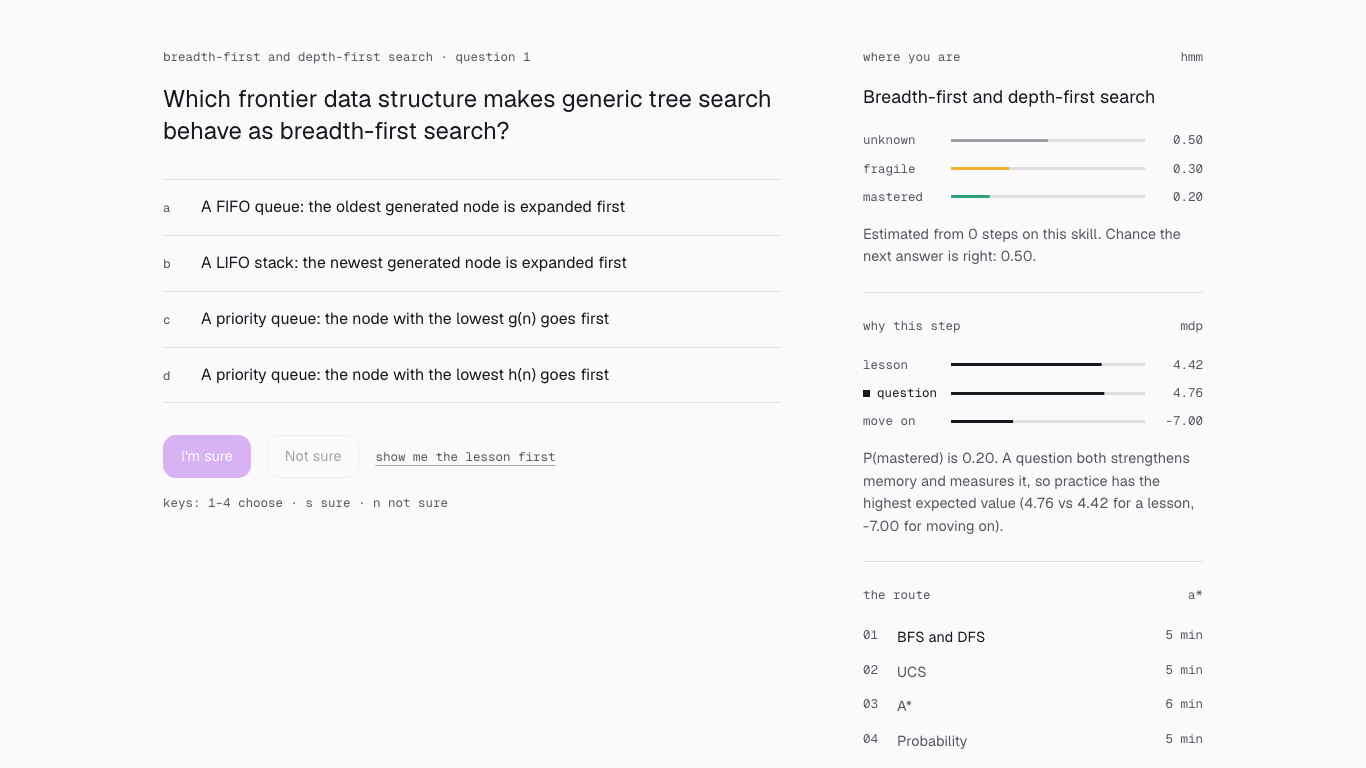 breadth-first and depth-first search · question 1
Which frontier data structure makes generic tree search
behave as breadth-first search?
a A FIFO queue: the oldest generated node is expanded first
b A LIFO stack: the newest generated node is expanded first
c A priority queue: the node with the lowest g(n) goes first
d A priority queue: the node with the lowest h(n) goes first
I'm sure Not sure show me the lesson first
keys: 1–4 choose · s sure · n not sure
where you are hmm
Breadth-first and depth-first search
unknown 0.50
fragile 0.30
mastered 0.20
Estimated from 0 steps on this skill. Chance the
next answer is right: 0.50.
why this step mdp
lesson 4.42
question 4.76
move on -7.00
P(mastered) is 0.20. A question both strengthens
memory and measures it, so practice has the
highest expected value (4.76 vs 4.42 for a lesson,
-7.00 for moving on).
the route a*
01 BFS and DFS 5 min
02 UCS 5 min
03 A* 6 min
04 Probability 5 min